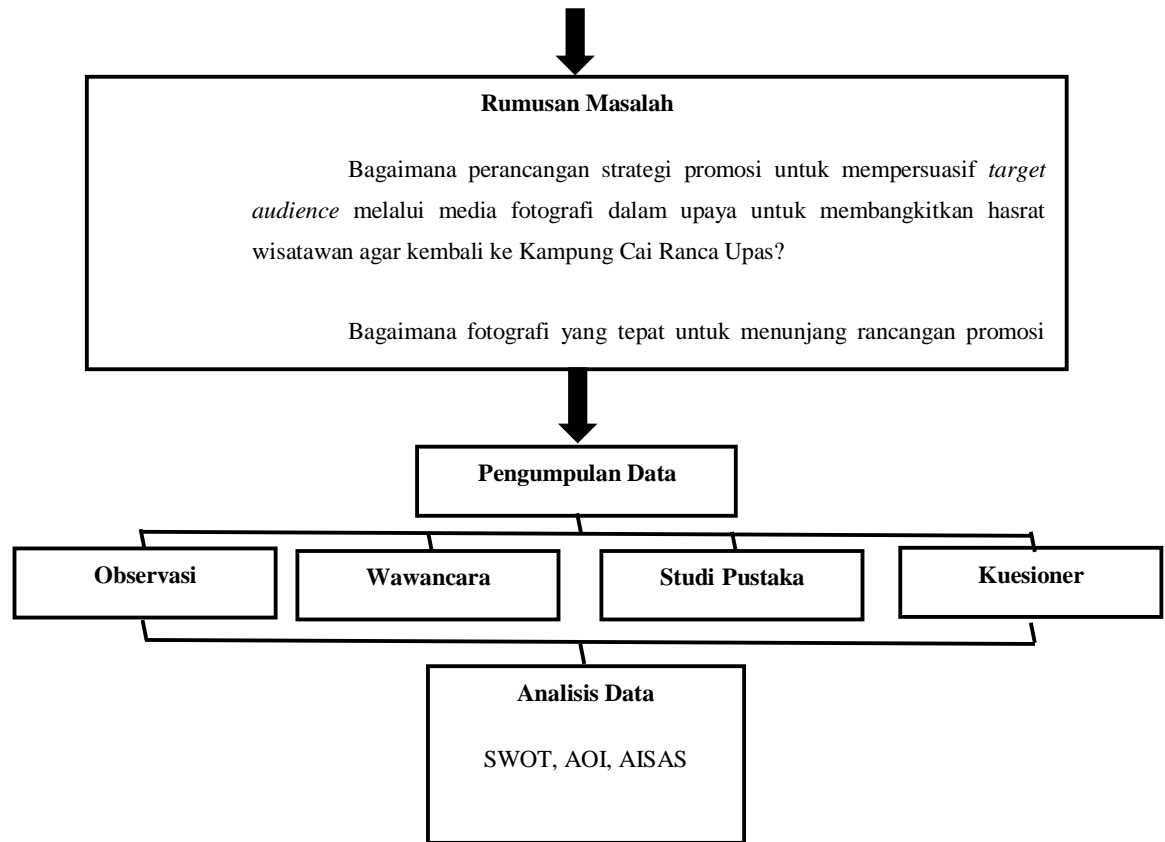 Rumusan Masalah
Bagaimana perancangan strategi promosi untuk mempersuasif target
audience melalui media fotografi dalam upaya untuk membangkitkan hasrat
wisatawan agar kembali ke Kampung Cai Ranca Upas?
Bagaimana fotografi yang tepat untuk menunjang rancangan promosi
Pengumpulan Data
Observasi
Wawancara
Studi Pustaka
Kuesioner
Analisis Data
SWOT, AOI, AISAS